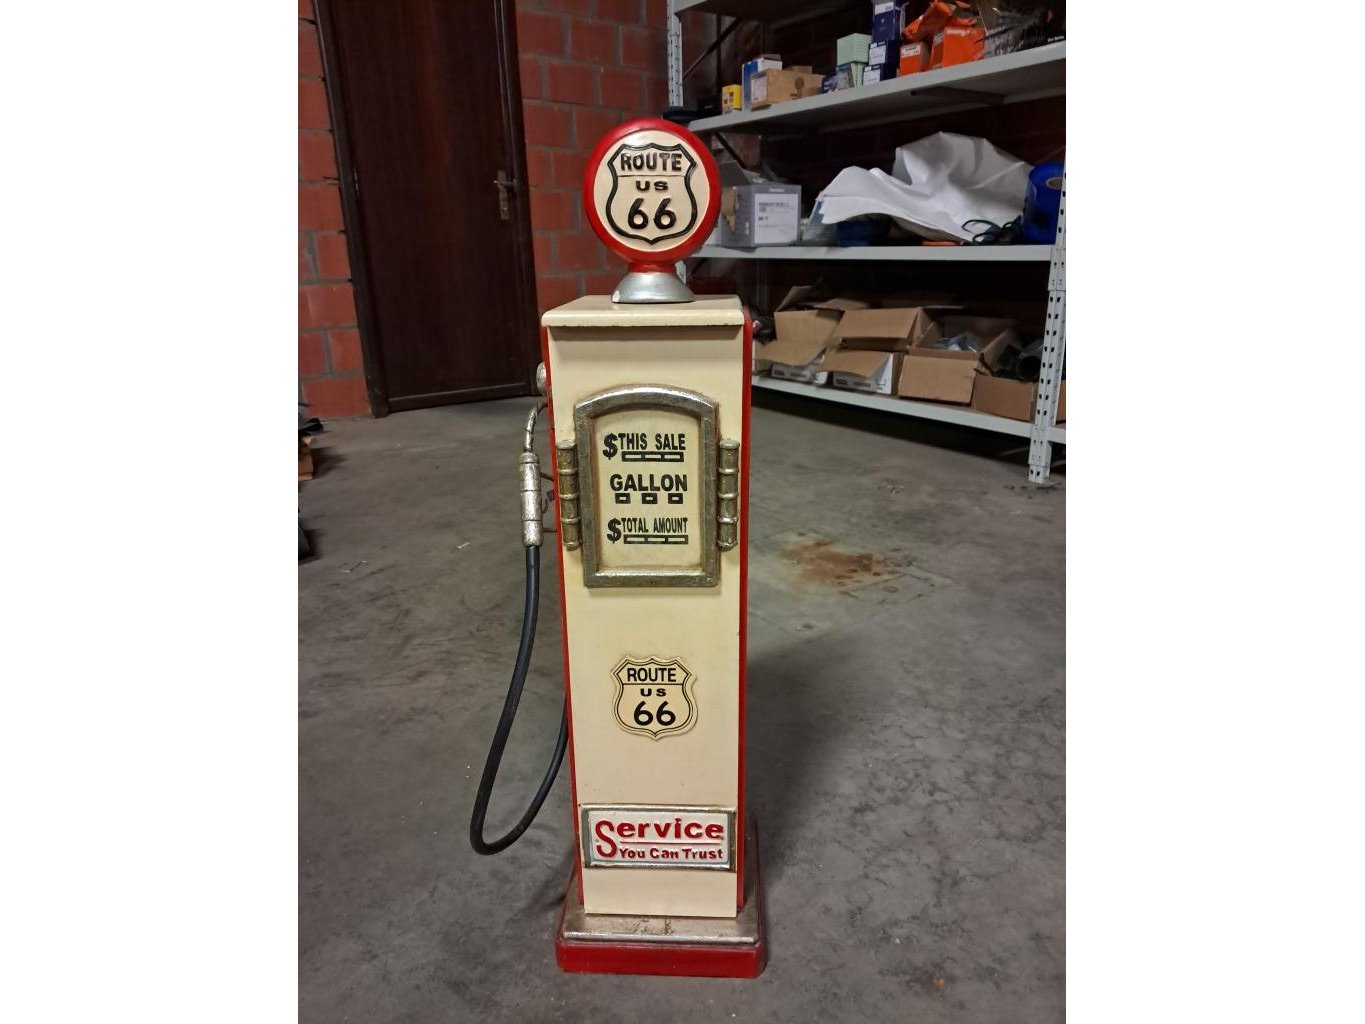 ROUTE
US
66
$THIS SALE
GALLON
$TOTAL AMOUNT
ROUTE
US
66
Service
You Can Trust